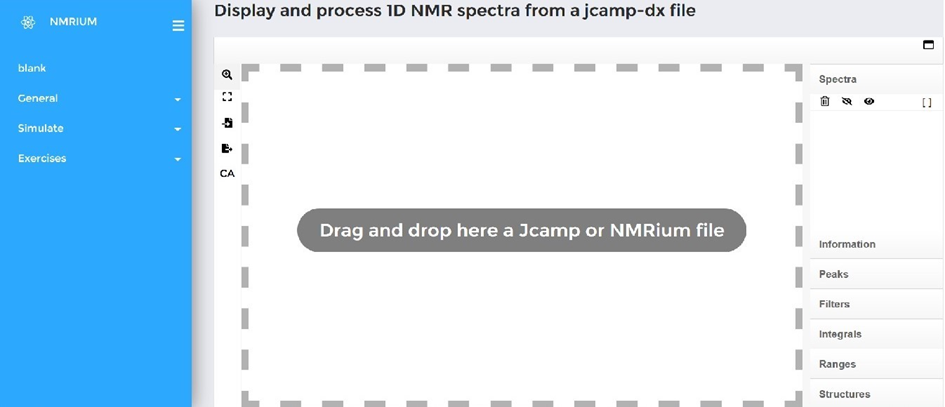 NMRIUM
blank
General
Simulate
Exercises
Display and process 1D NMR spectra from a jcamp-dx file
CA
Drag and drop here a Jcamp or NMRium file
Spectra
[ ]
Information
Peaks
Filters
Integrals
Ranges
Structures